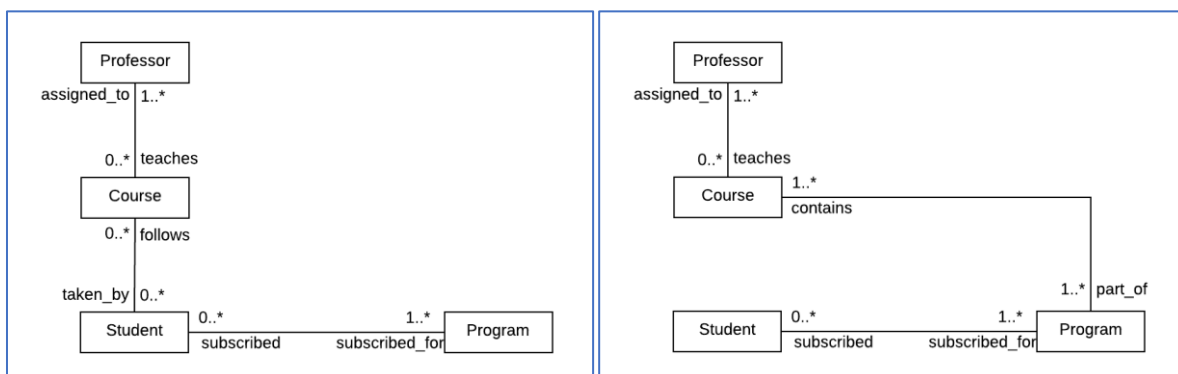 Professor
assigned_to 1..*
0..* teaches
Course
0..* follows
taken_by 0..*
Student
0..*
subscribed
1..*
subscribed_for
Program
Professor
assigned_to 1..*
0..* teaches
Course
1..*
contains
1..* part_of
Student
0..*
subscribed
1..*
subscribed_for
Program